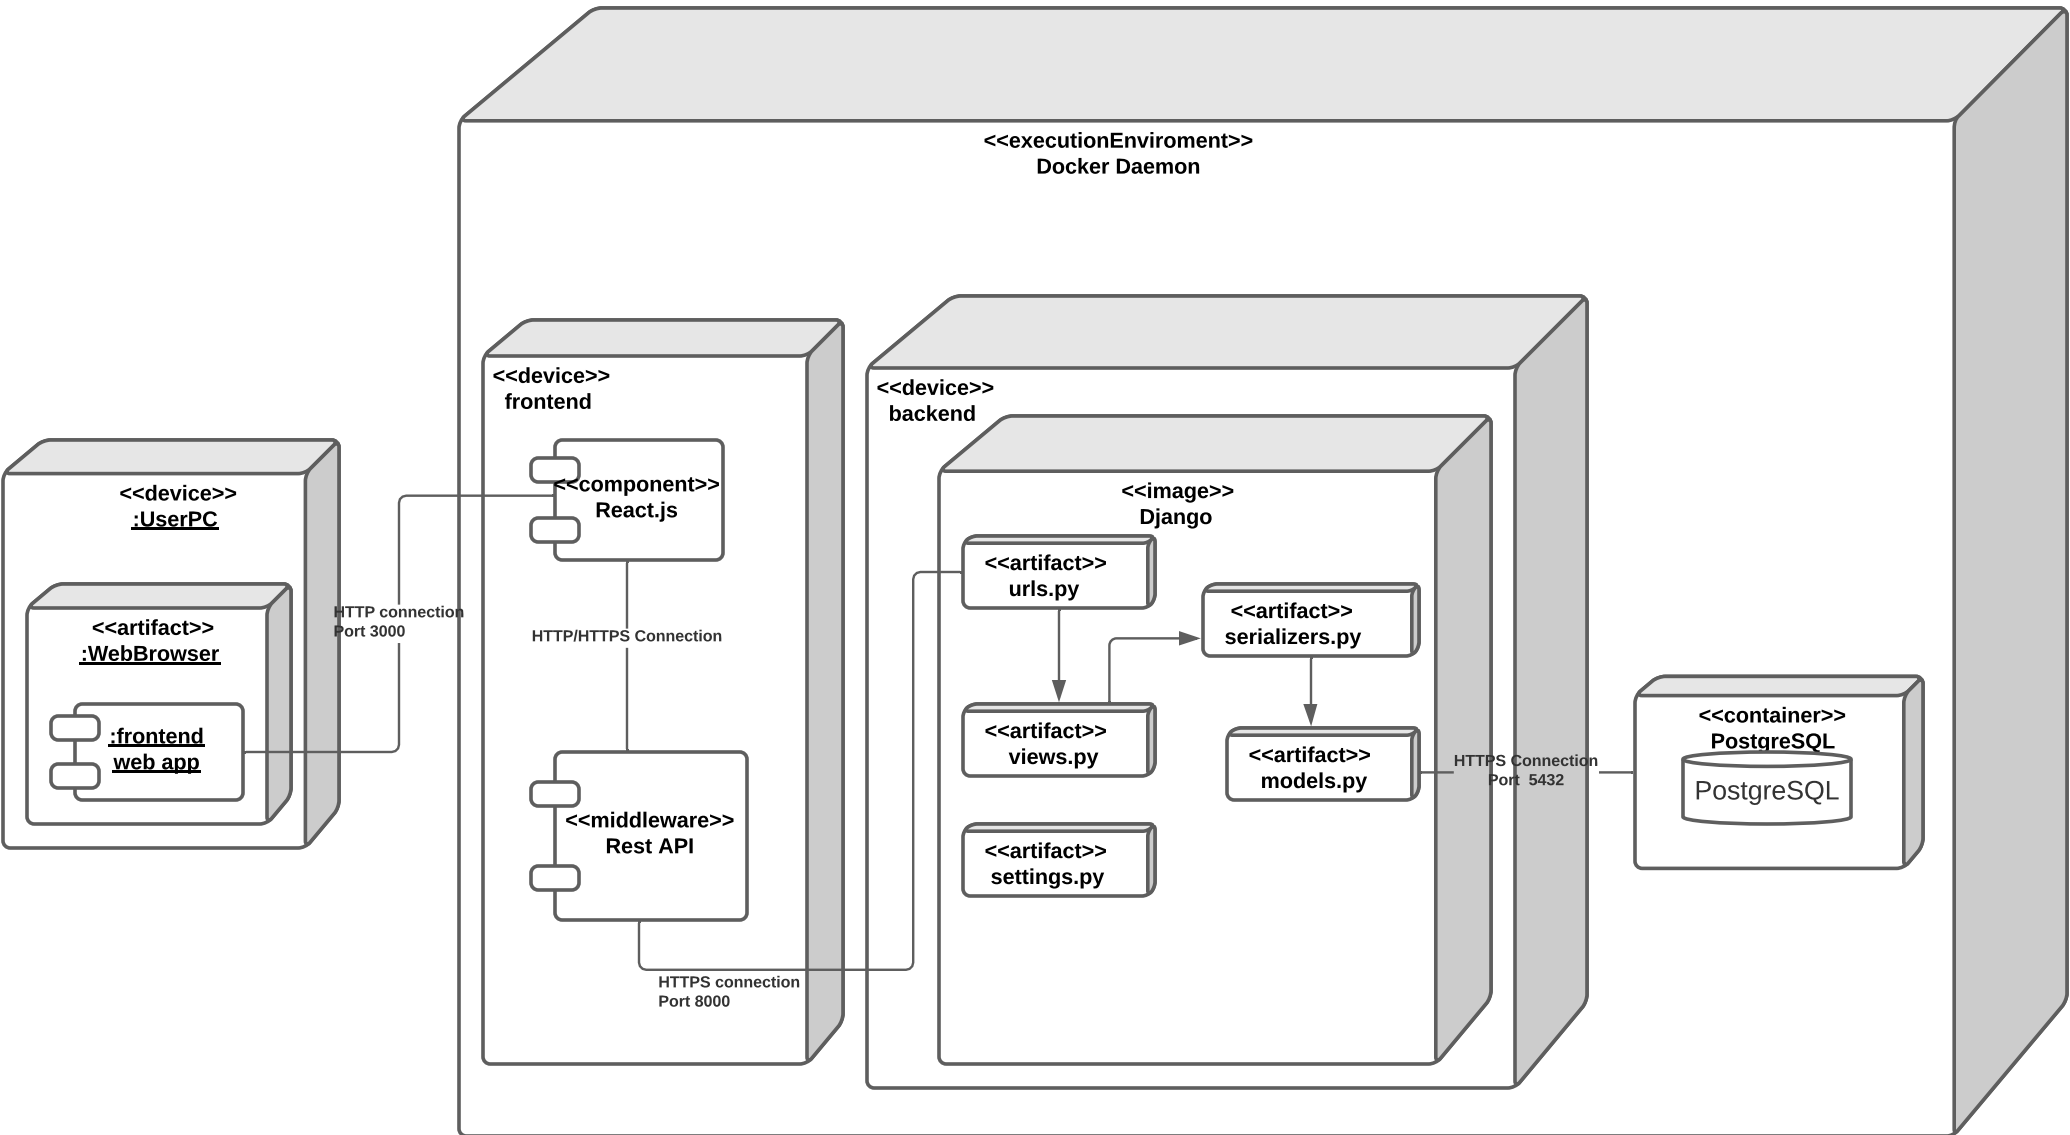 <<executionEnviroment>>
Docker Daemon
<<device>>
:UserPC
<<artifact>>
:WebBrowser
:frontend
web app
HTTP connection
Port 3000
<<device>>
frontend
<<component>>
React.js
HTTP/HTTPS Connection
<<middleware>>
Rest API
HTTPS connection
Port 8000
<<device>>
backend
<<image>>
Django
<<artifact>>
urls.py
<<artifact>>
serializers.py
<<artifact>>
views.py
<<artifact>>
models.py
<<artifact>>
settings.py
HTTPS Connection
Port 5432
<<container>>
PostgreSQL
PostgreSQL